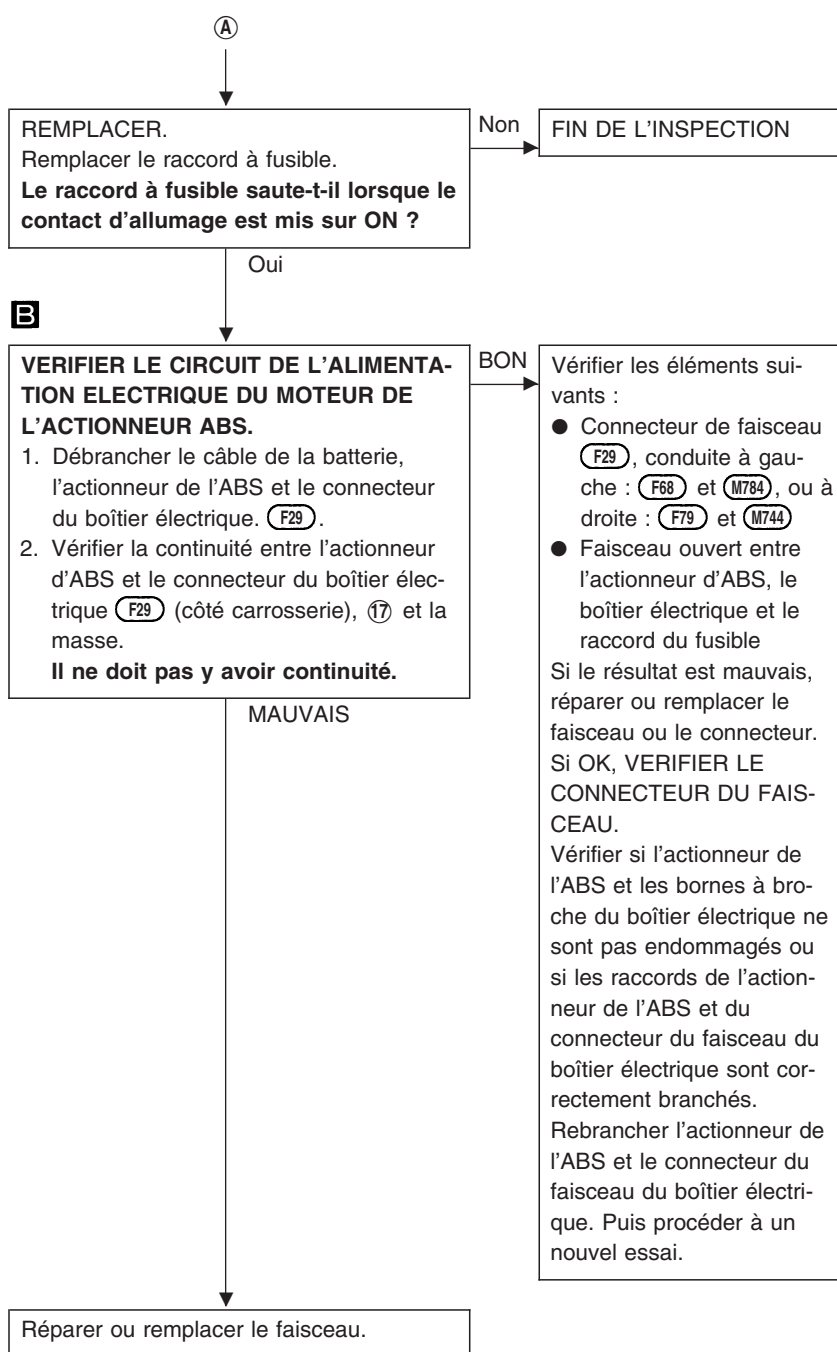 Ⓐ
REMPLACER.
Remplacer le raccord à fusible.
Le raccord à fusible saute-t-il lorsque le
contact d'allumage est mis sur ON ?
Non
FIN DE L'INSPECTION
Oui
B
VERIFIER LE CIRCUIT DE L'ALIMENTA-
TION ELECTRIQUE DU MOTEUR DE
L'ACTIONNEUR ABS.
1. Débrancher le câble de la batterie,
l'actionneur de l'ABS et le connecteur
du boîtier électrique. F29.
2. Vérifier la continuité entre l'actionneur
d'ABS et le connecteur du boîtier élec-
trique F29 (côté carrosserie), ⑰ et la
masse.
Il ne doit pas y avoir continuité.
BON
Vérifier les éléments sui-
vants :
● Connecteur de faisceau
F29, conduite à gau-
che : F68 et M784, ou à
droite : F79 et M744
● Faisceau ouvert entre
l'actionneur d'ABS, le
boîtier électrique et le
raccord du fusible
Si le résultat est mauvais,
réparer ou remplacer le
faisceau ou le connecteur.
Si OK, VERIFIER LE
CONNECTEUR DU FAIS-
CEAU.
Vérifier si l'actionneur de
l'ABS et les bornes à bro-
che du boîtier électrique ne
sont pas endommagés ou
si les raccords de l'action-
neur de l'ABS et du
connecteur du faisceau du
boîtier électrique sont cor-
rectement branchés.
Rebrancher l'actionneur de
l'ABS et le connecteur du
faisceau du boîtier électri-
que. Puis procéder à un
nouvel essai.
MAUVAIS
Réparer ou remplacer le faisceau.